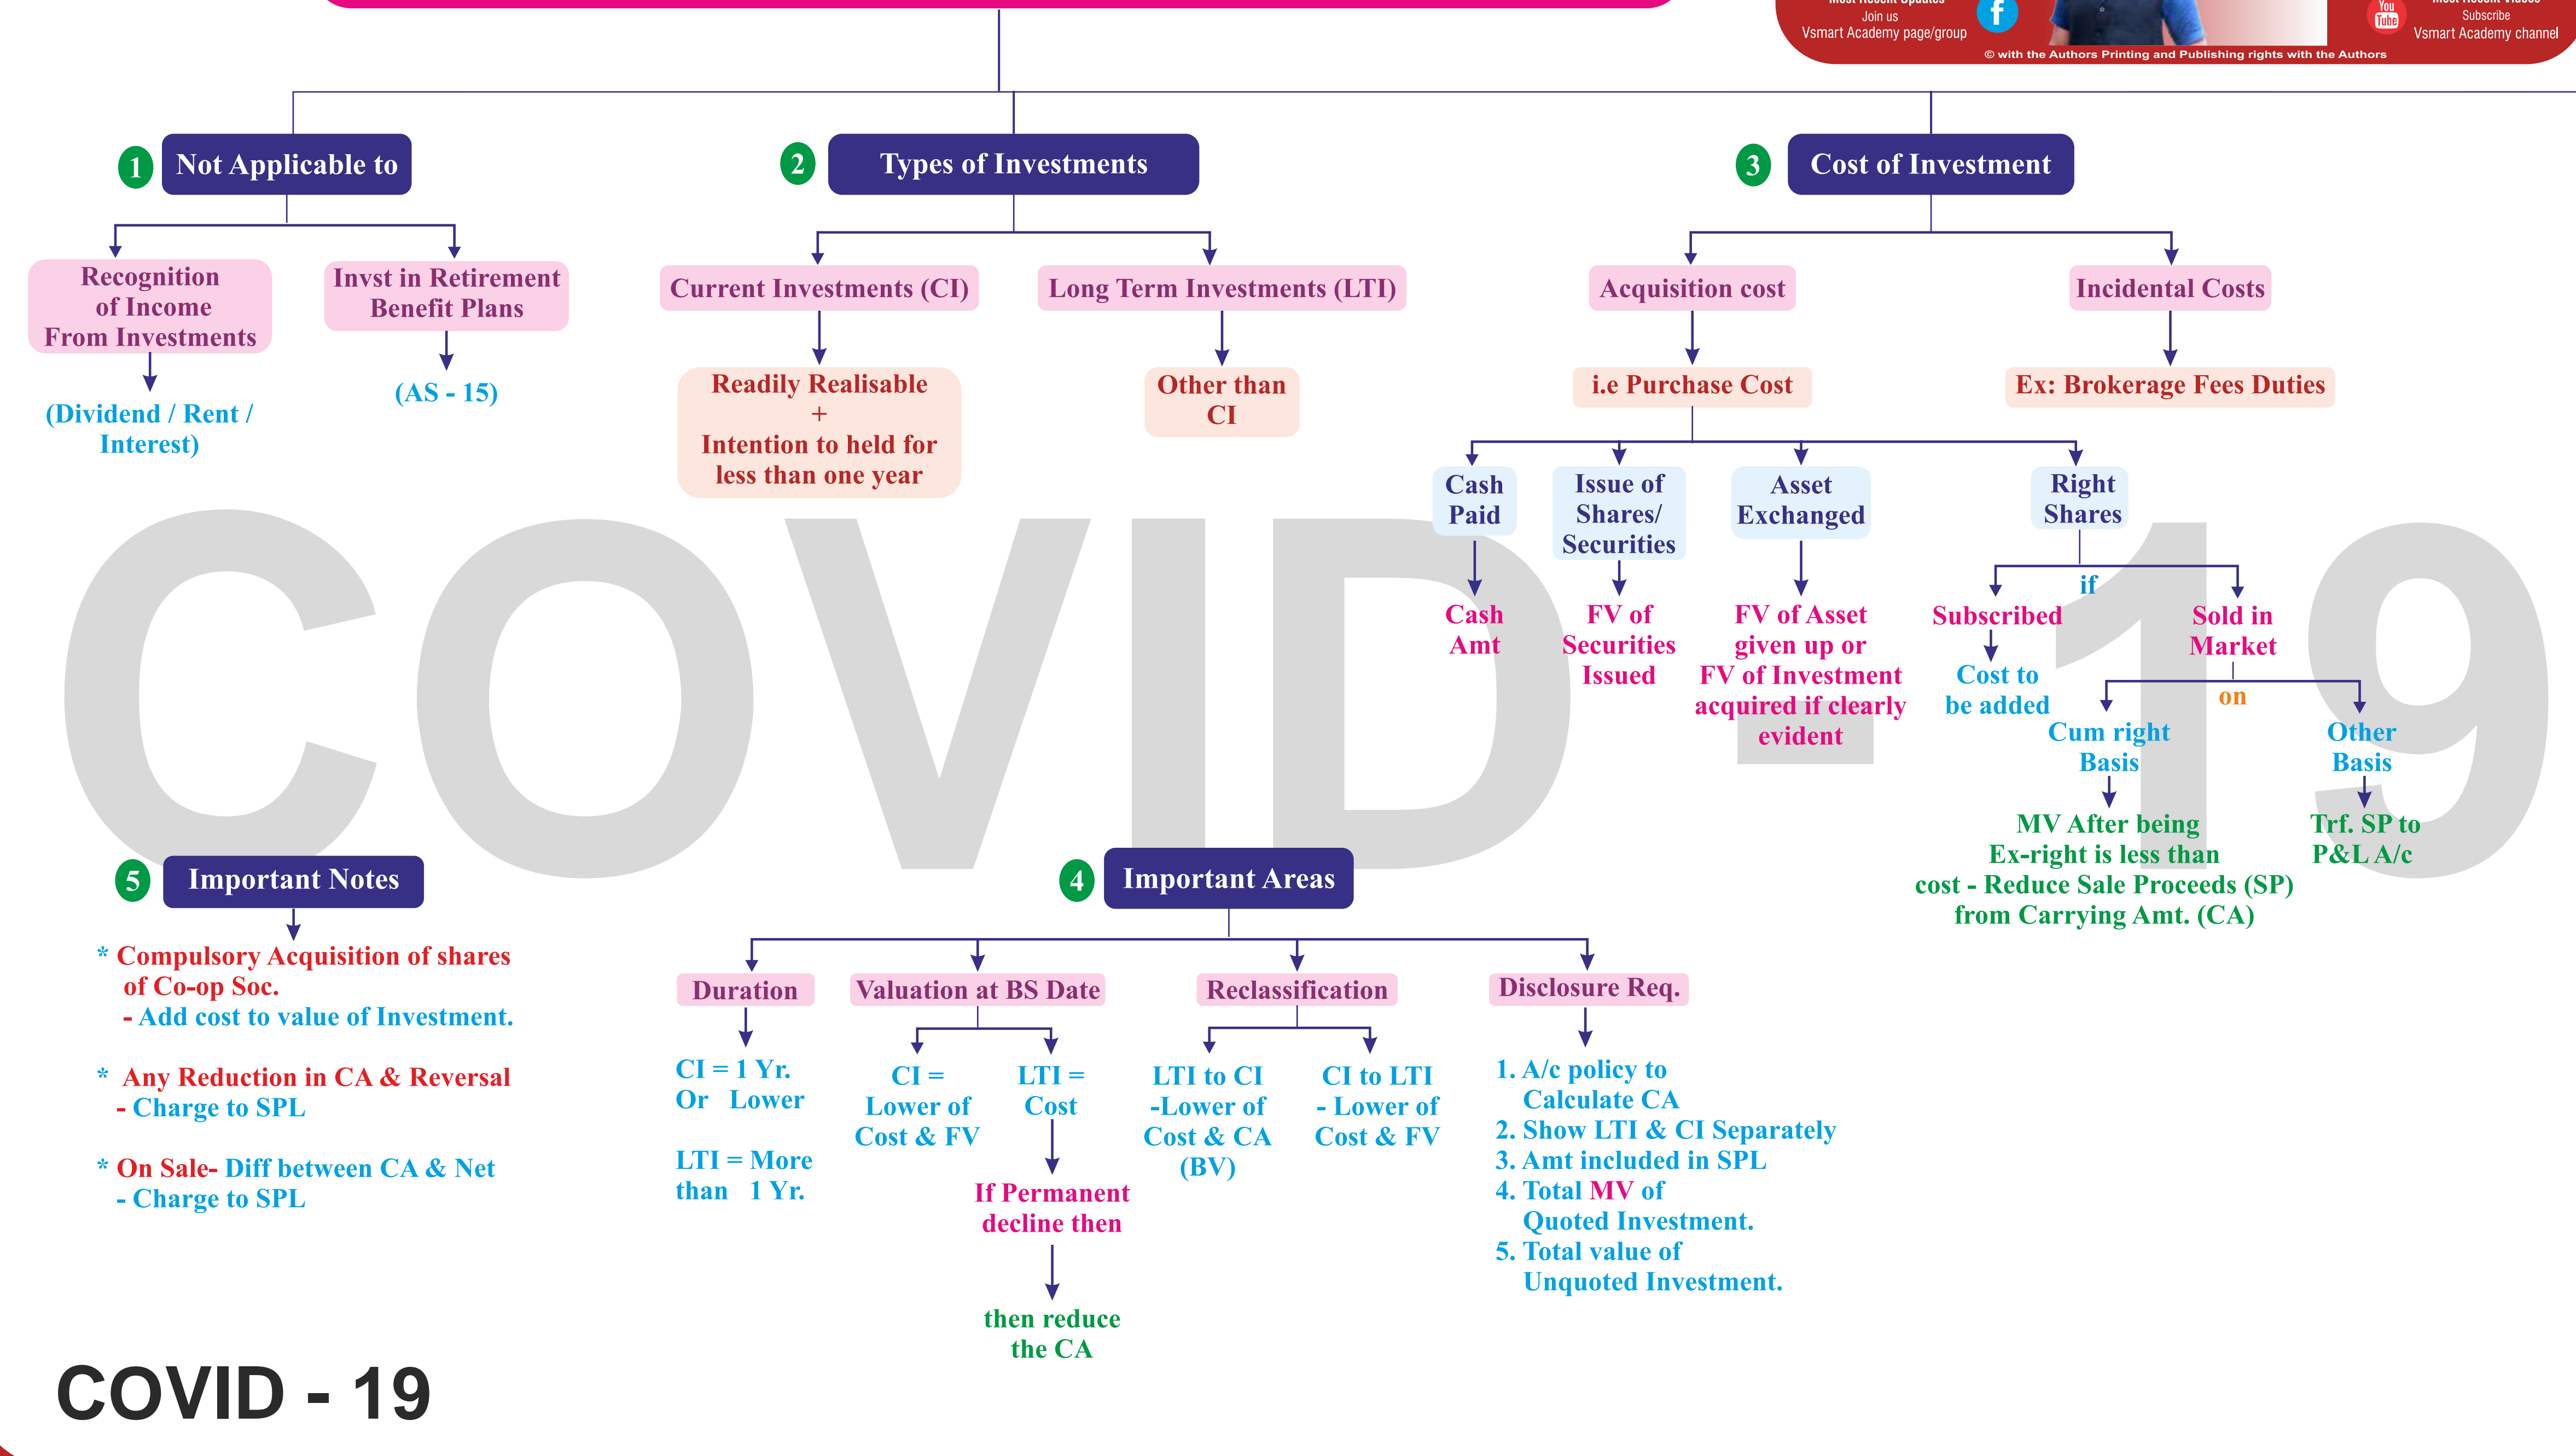 Most Recent Updates
Join us
Vsmart Academy page/group
f
You
Tube
Most Recent Videos
Subscribe
Vsmart Academy channel
© with the Authors Printing and Publishing rights with the Authors
1 Not Applicable to
Recognition
of Income
From Investments
(Dividend / Rent /
Interest)
Invst in Retirement
Benefit Plans
(AS - 15)
2 Types of Investments
Current Investments (CI)
Readily Realisable
+
Intention to held for
less than one year
Long Term Investments (LTI)
Other than
CI
3 Cost of Investment
Acquisition cost
i.e Purchase Cost
Incidental Costs
Ex: Brokerage Fees Duties
Cash
Paid
Cash
Amt
Issue of
Shares/
Securities
FV of
Securities
Issued
Asset
Exchanged
FV of Asset
given up or
FV of Investment
acquired if clearly
evident
Right
Shares
if
Subscribed
Cost to
be added
Sold in
Market
on
Cum right
Basis
MV After being
Ex-right is less than
cost - Reduce Sale Proceeds (SP)
from Carrying Amt. (CA)
Other
Basis
Trf. SP to
P&L A/c
COVID - 19
5 Important Notes
* Compulsory Acquisition of shares
of Co-op Soc.
- Add cost to value of Investment.
* Any Reduction in CA & Reversal
- Charge to SPL
* On Sale- Diff between CA & Net
- Charge to SPL
4 Important Areas
Duration
CI = 1 Yr.
Or Lower
LTI = More
than 1 Yr.
Valuation at BS Date
CI =
Lower of
Cost & FV
LTI =
Cost
If Permanent
decline then
then reduce
the CA
Reclassification
LTI to CI
-Lower of
Cost & CA
(BV)
CI to LTI
- Lower of
Cost & FV
Disclosure Req.
1. A/c policy to
Calculate CA
2. Show LTI & CI Separately
3. Amt included in SPL
4. Total MV of
Quoted Investment.
5. Total value of
Unquoted Investment.
COVID - 19